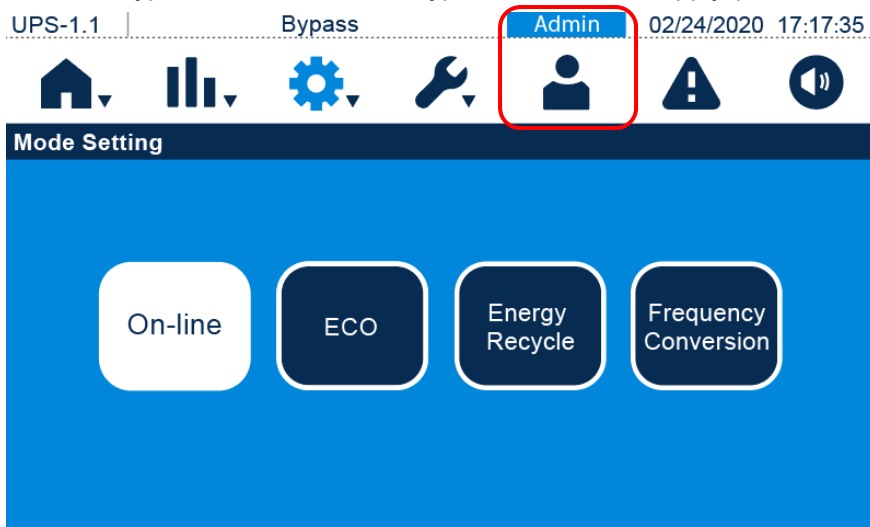 UPS-1.1 Bypass Admin 02/24/2020 17:17:35
Mode Setting
On-line
ECO
Energy
Recycle
Frequency
Conversion